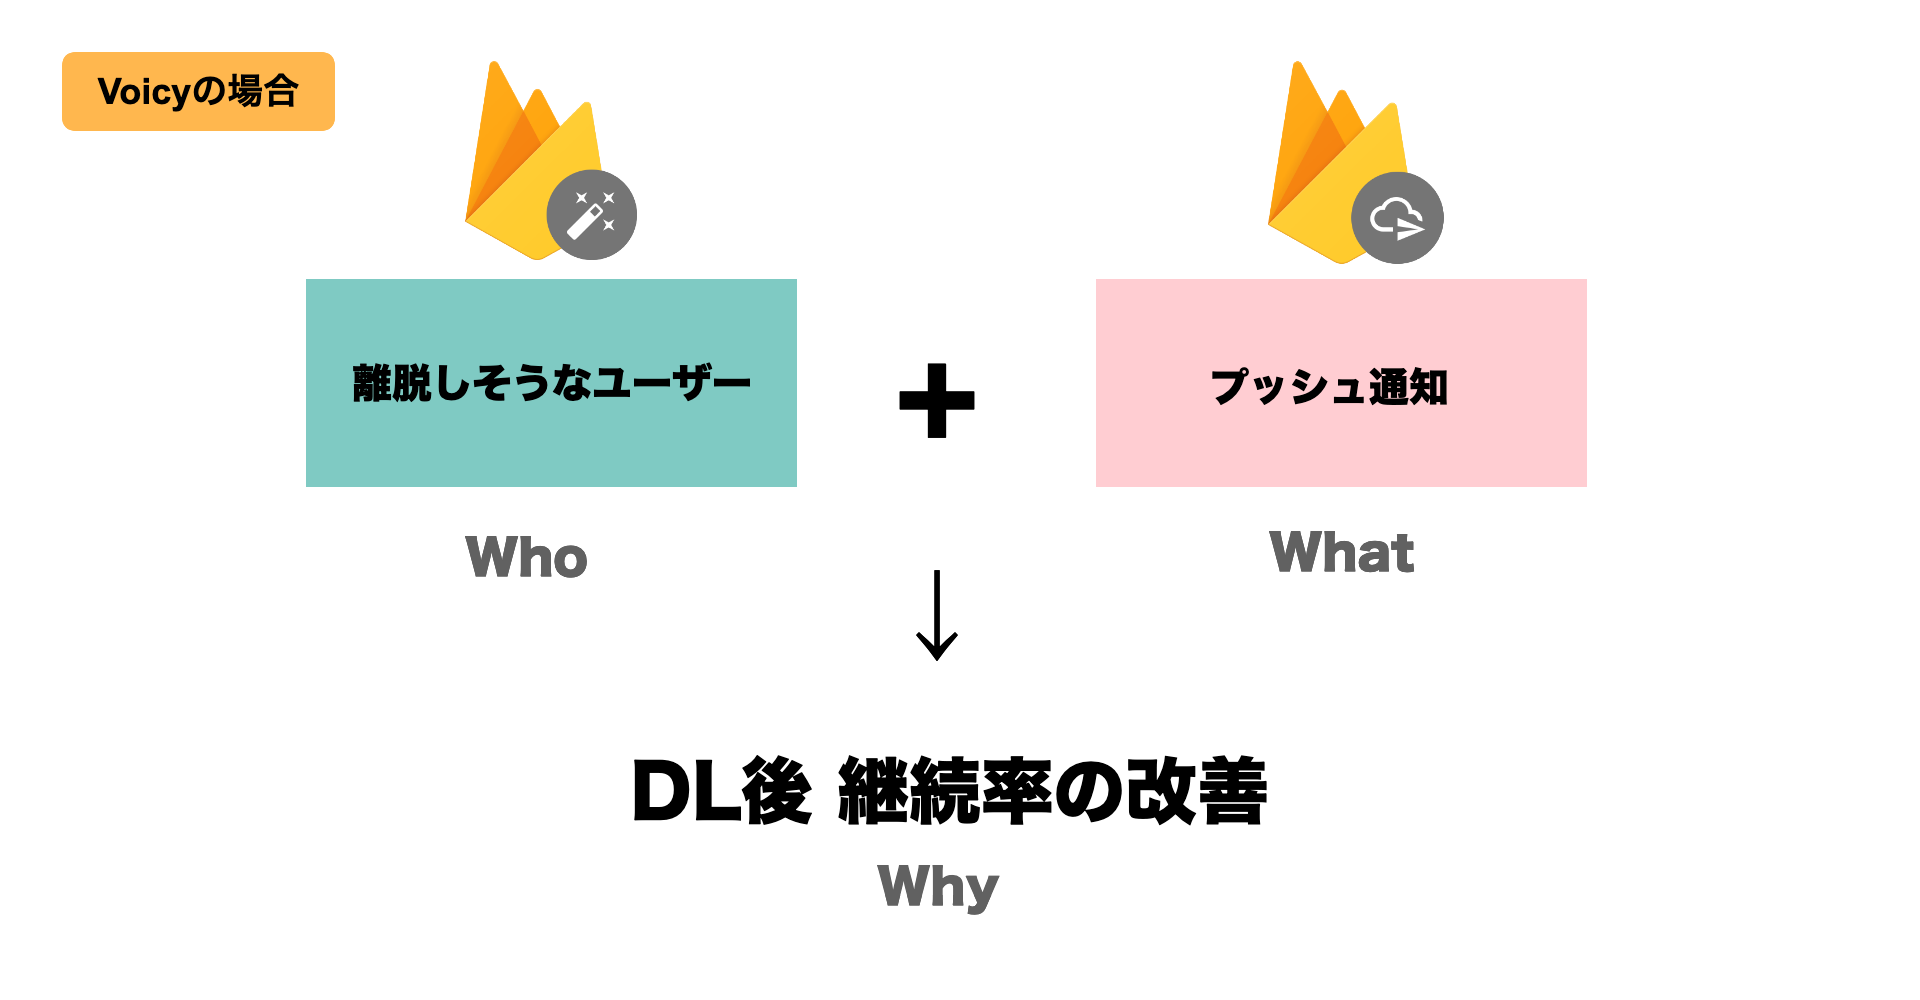 Voicyの場合
離脱しそうなユーザー
+
プッシュ通知
Who
What
↓
DL後 継続率の改善
Why